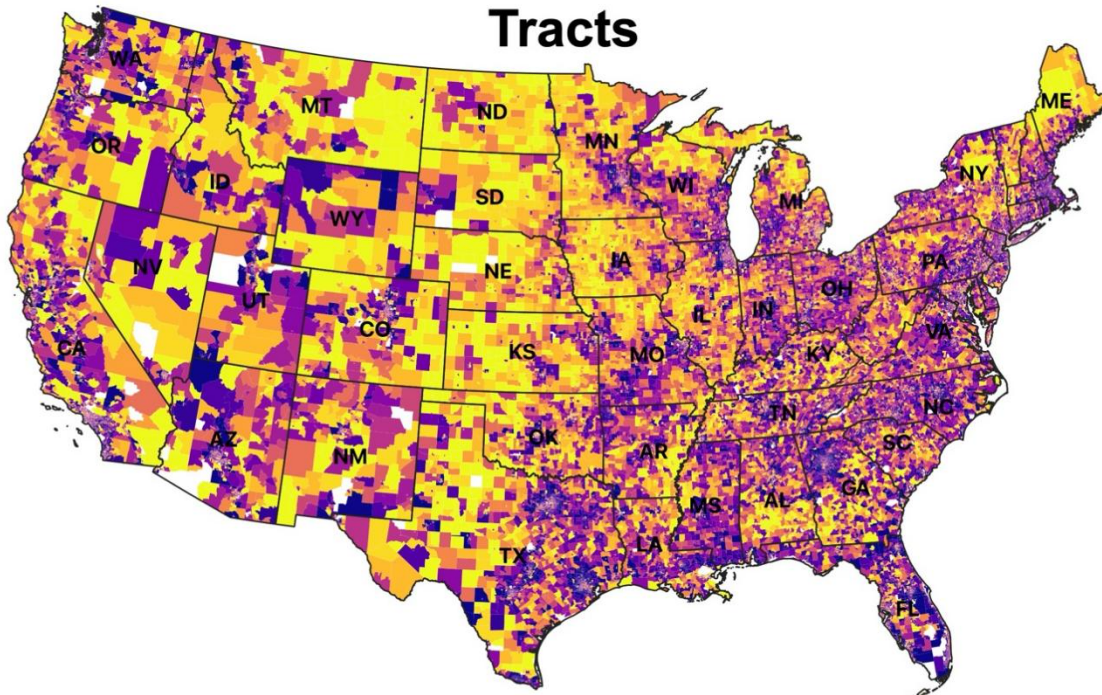 Tracts
WA
MT
ND
MN
ME
OR
ID
WY
SD
WI
MI
NY
NV
UT
NE
IA
PA
CA
CO
KS
MO
IL
IN
OH
VA
KY
AZ
NM
OK
AR
TN
NC
SC
TX
LA
MS
AL
GA
FL